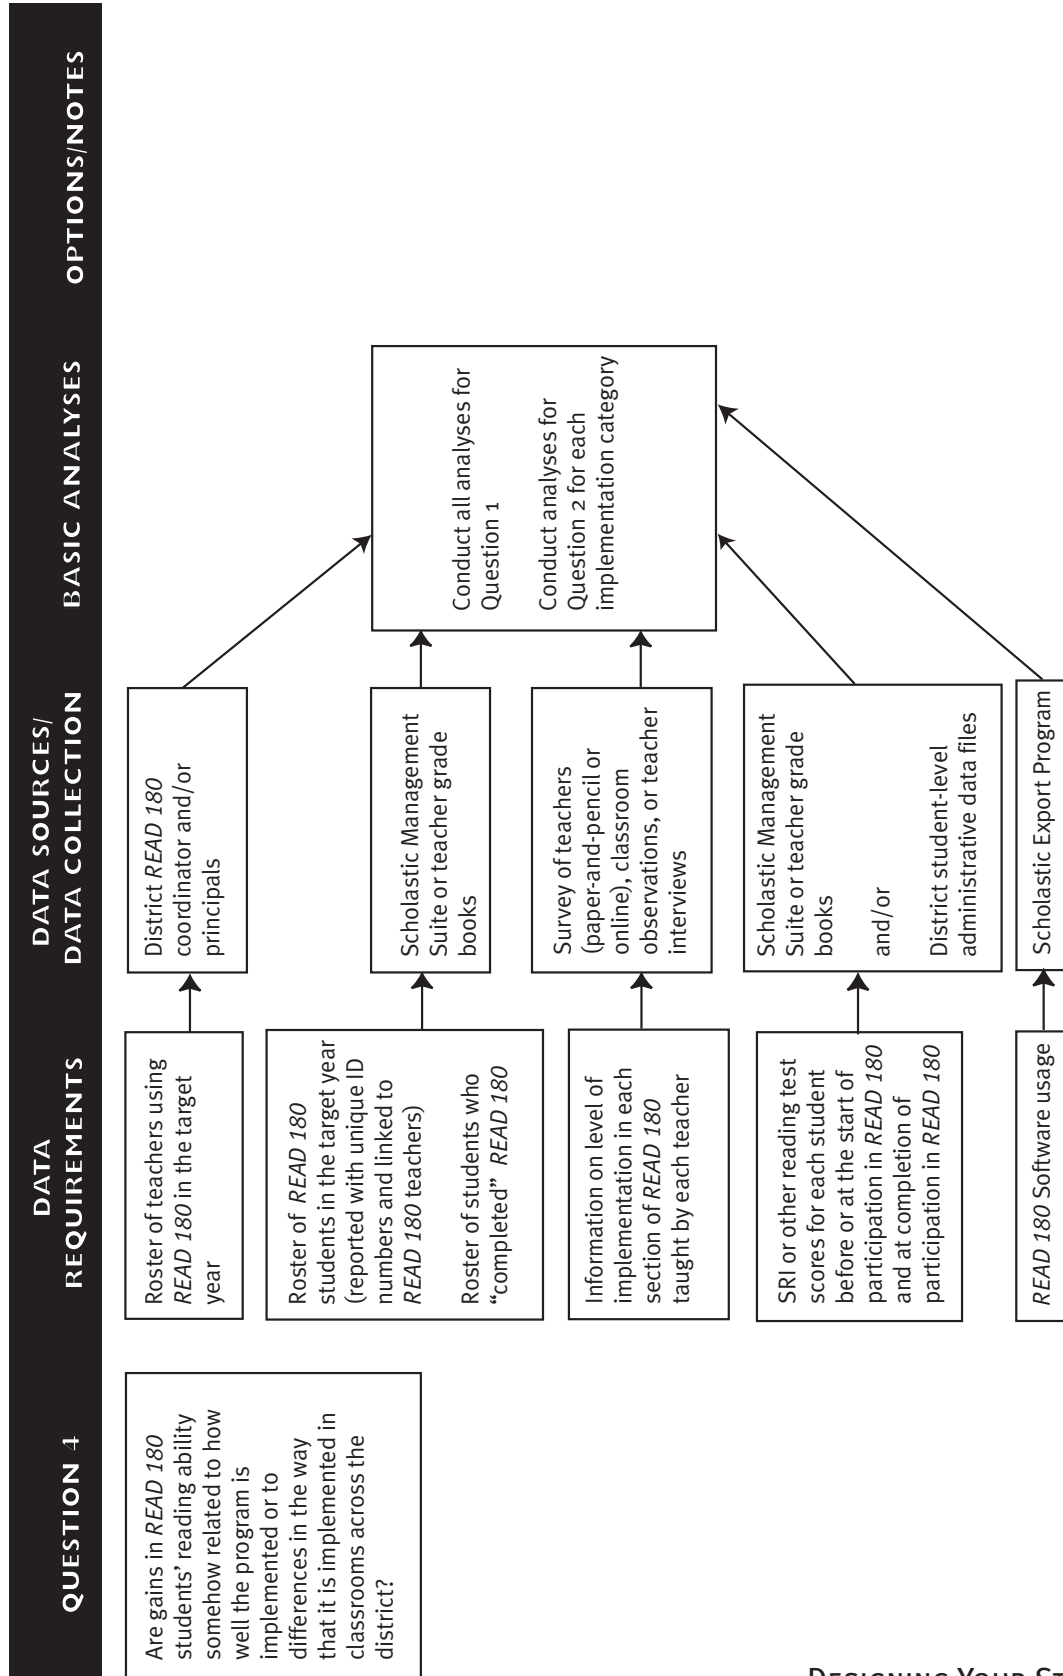 QUESTION 4
DATA
REQUIREMENTS
DATA SOURCES/
DATA COLLECTION
BASIC ANALYSES
OPTIONS/NOTES
Are gains in READ 180
students’ reading ability
somehow related to how
well the program is
implemented or to
differences in the way
that it is implemented in
classrooms across the
district?
Roster of teachers using
READ 180 in the target
year
Roster of READ 180
students in the target year
(reported with unique ID
numbers and linked to
READ 180 teachers)
Roster of students who
“completed” READ 180
Information on level of
implementation in each
section of READ 180
taught by each teacher
SRI or other reading test
scores for each student
before or at the start of
participation in READ 180
and at completion of
participation in READ 180
READ 180 Software usage
District READ 180
coordinator and/or
principals
Scholastic Management
Suite or teacher grade
books
Survey of teachers
(paper-and-pencil or
online), classroom
observations, or teacher
interviews
Scholastic Management
Suite or teacher grade
books
and/or
District student-level
administrative data files
Scholastic Export Program
Conduct all analyses for
Question 1
Conduct analyses for
Question 2 for each
implementation category
DESIGNING YOUR ST